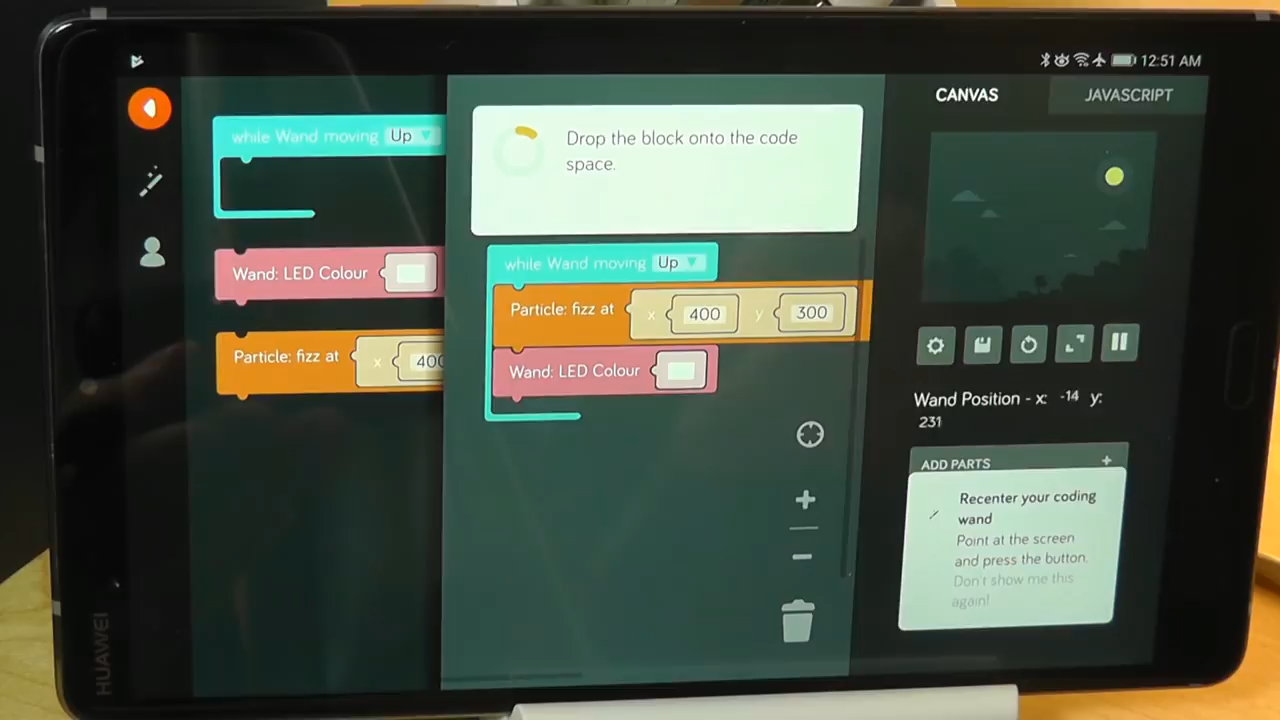 12:51 AM
while Wand moving Up
Wand: LED Colour
Particle: fizz at x 400
Drop the block onto the code
space.
while Wand moving Up
Particle: fizz at x 400 y 300
Wand: LED Colour
CANVAS JAVASCRIPT
Wand Position - x: -14 y:
231
ADD PARTS +
Recenter your coding
wand
Point at the screen
and press the button.
Don't show me this
again!
HUAWEI